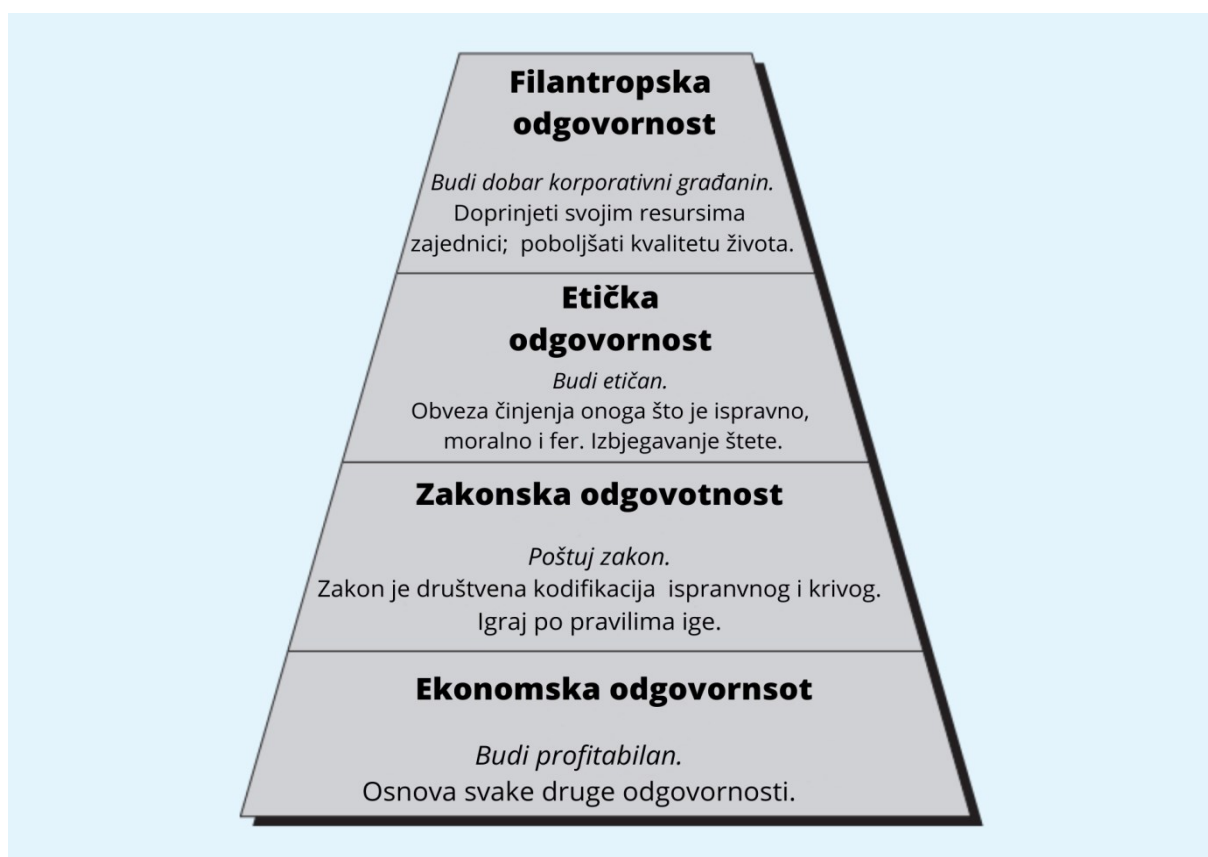 Filantropska
odgovornost
Budi dobar korporativni građanin.
Doprinjeti svojim resursima
zajednici; poboljšati kvalitetu života.
Etička
odgovornost
Budi etičan.
Obveza činjenja onoga što je ispravno,
moralno i fer. Izbjegavanje štete.
Zakonska odgovotnost
Poštuj zakon.
Zakon je društvena kodifikacija ispranvnog i krivog.
Igraj po pravilima ige.
Ekonomska odgovornsot
Budi profitabilan.
Osnova svake druge odgovornosti.